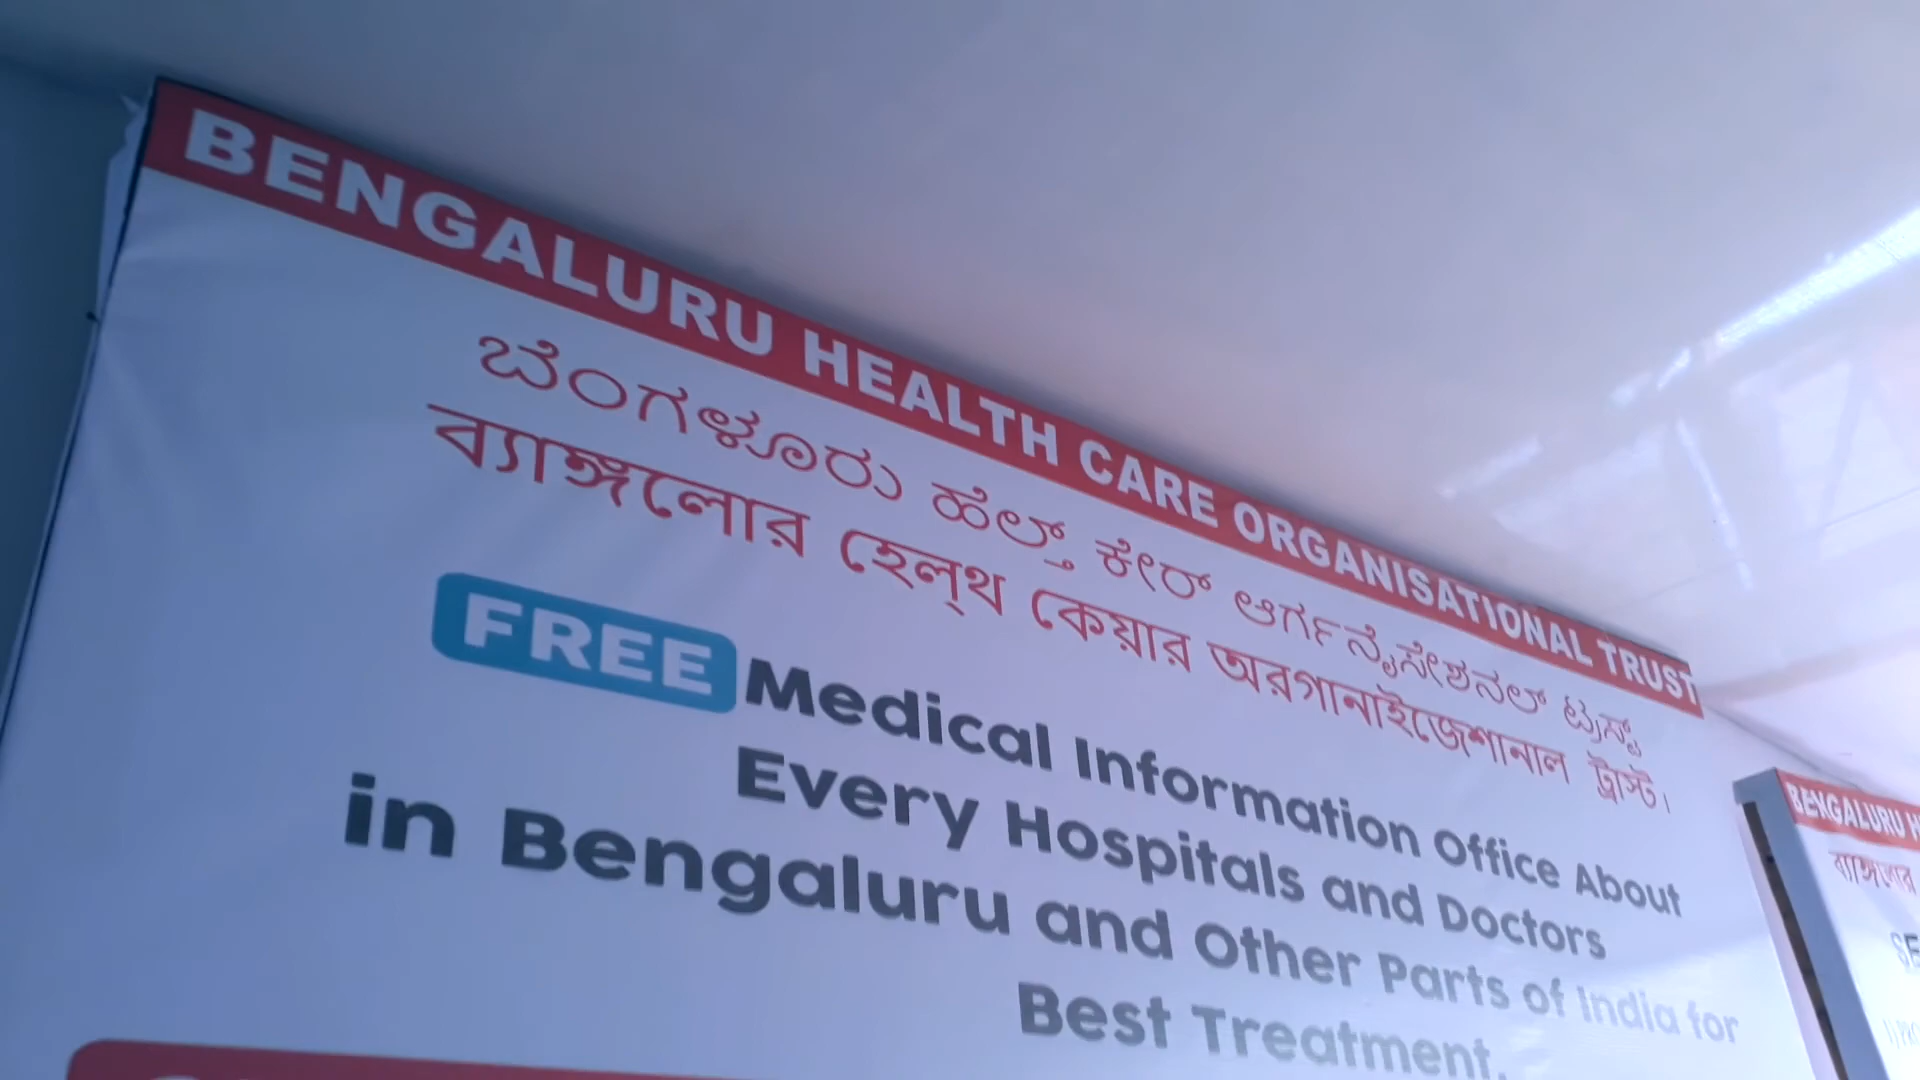 BENGALURU HEALTH CARE ORGANISATIONAL TRUST
ಬೆಂಗಳೂರು ಹೆಲ್ತ್ ಕೇರ್ ಆರ್ಗನೈಸೇಶನಲ್ ಟ್ರಸ್ಟ್
ব্যাঙ্গলোর হেল্থ কেয়ার অরগানাইজেশানাল ট্রাস্ট।
FREE Medical Information Office About
Every Hospitals and Doctors
in Bengaluru and Other Parts of India for
Best Treatment.
BENGALURU
ব্যাঙ্গলোর